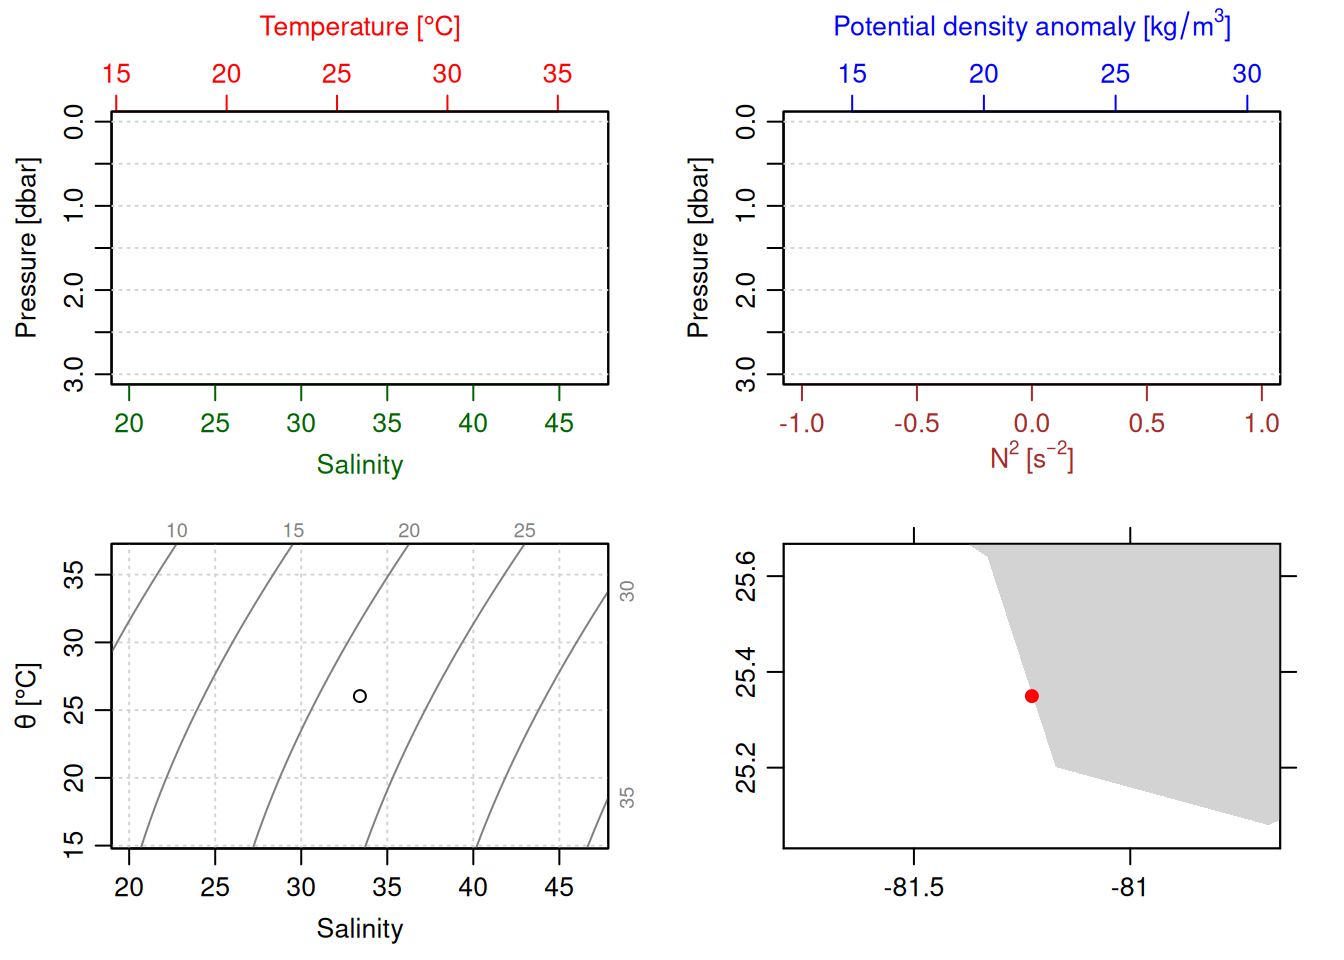 Temperature [°C]
15 20 25 30 35
Pressure [dbar]
0.0 1.0 2.0 3.0
20 25 30 35 40 45
Salinity
Potential density anomaly [kg/m³]
15 20 25 30
Pressure [dbar]
0.0 1.0 2.0 3.0
-1.0 -0.5 0.0 0.5 1.0
N² [s⁻²]
10 15 20 25
30
35
θ [°C]
15 20 25 30 35
20 25 30 35 40 45
Salinity
25.2 25.4 25.6
-81.5 -81